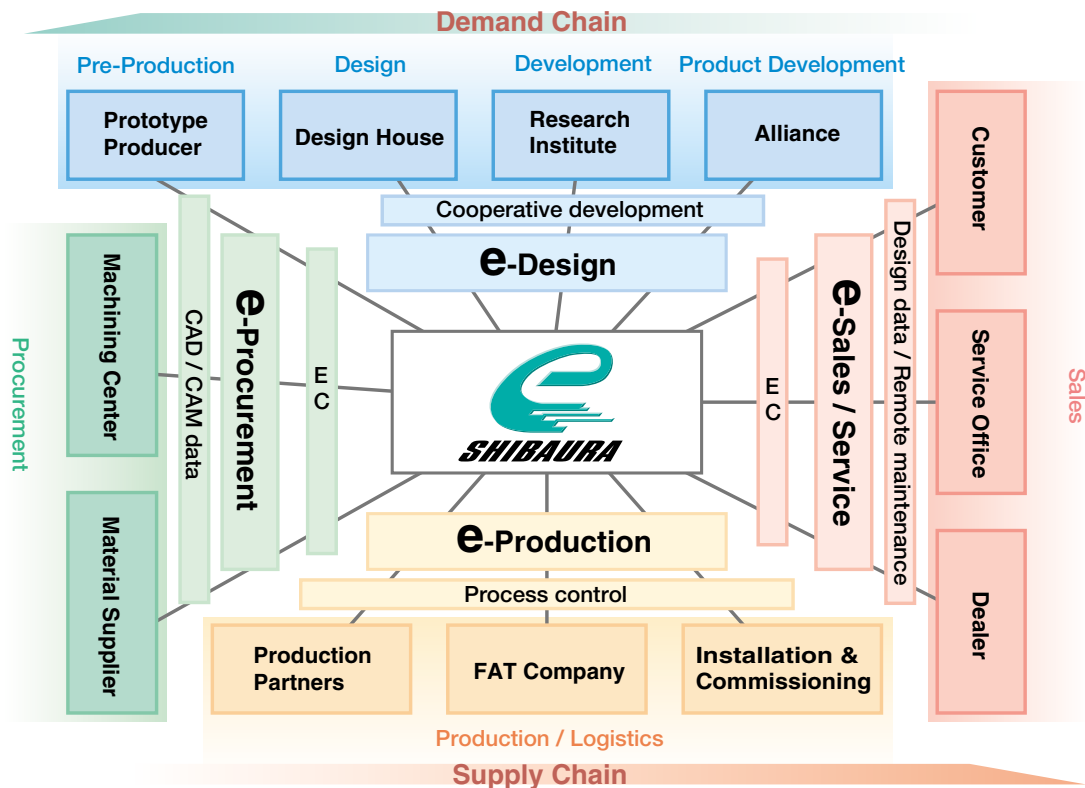 Demand Chain
Pre-Production
Design
Development
Product Development
Prototype
Producer
Design House
Research
Institute
Alliance
Customer
Cooperative development
e-Design
Procurement
Machining Center
CAD / CAM data
e-Procurement
E
C
SHIBAURA
E
C
e-Sales / Service
Design data / Remote maintenance
Service Office
Sales
Material Supplier
e-Production
Process control
Dealer
Production
Partners
FAT Company
Installation &
Commissioning
Production / Logistics
Supply Chain